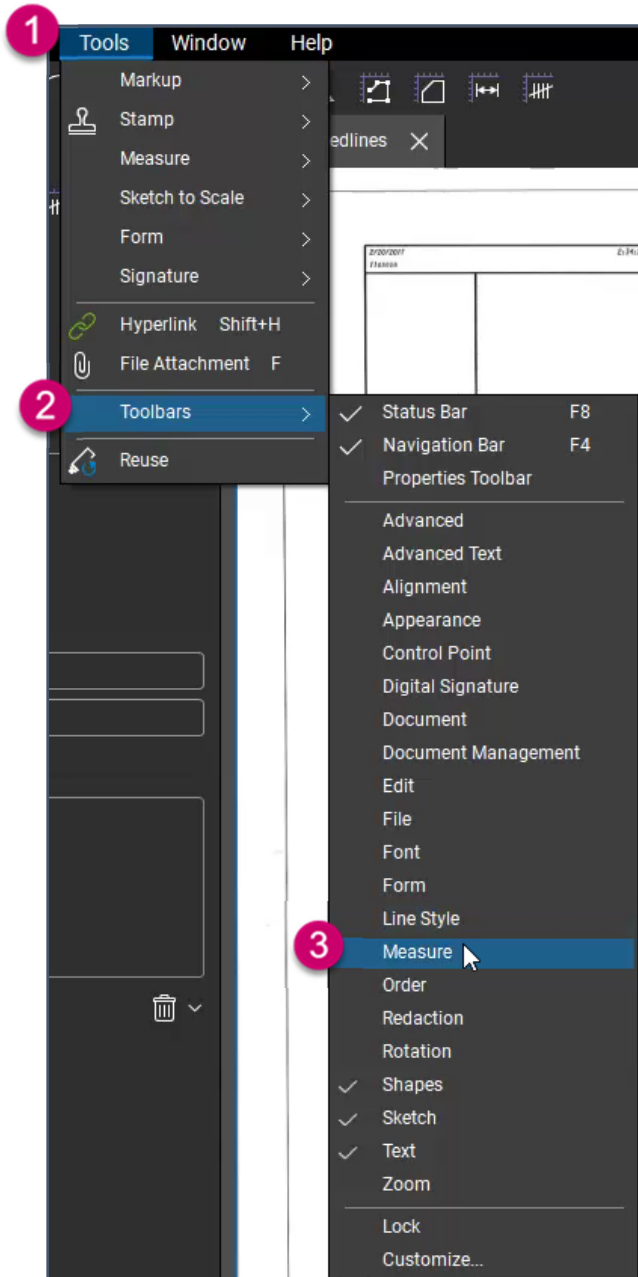 1
Tools Window Help
Markup
Stamp
Measure
Sketch to Scale
Form
Signature
Hyperlink Shift+H
File Attachment F
2
Toolbars
Reuse
edlines
2/20/2017
Status Bar F8
Navigation Bar F4
Properties Toolbar
Advanced
Advanced Text
Alignment
Appearance
Control Point
Digital Signature
Document
Document Management
Edit
File
Font
Form
Line Style
3
Measure
Order
Redaction
Rotation
Shapes
Sketch
Text
Zoom
Lock
Customize...